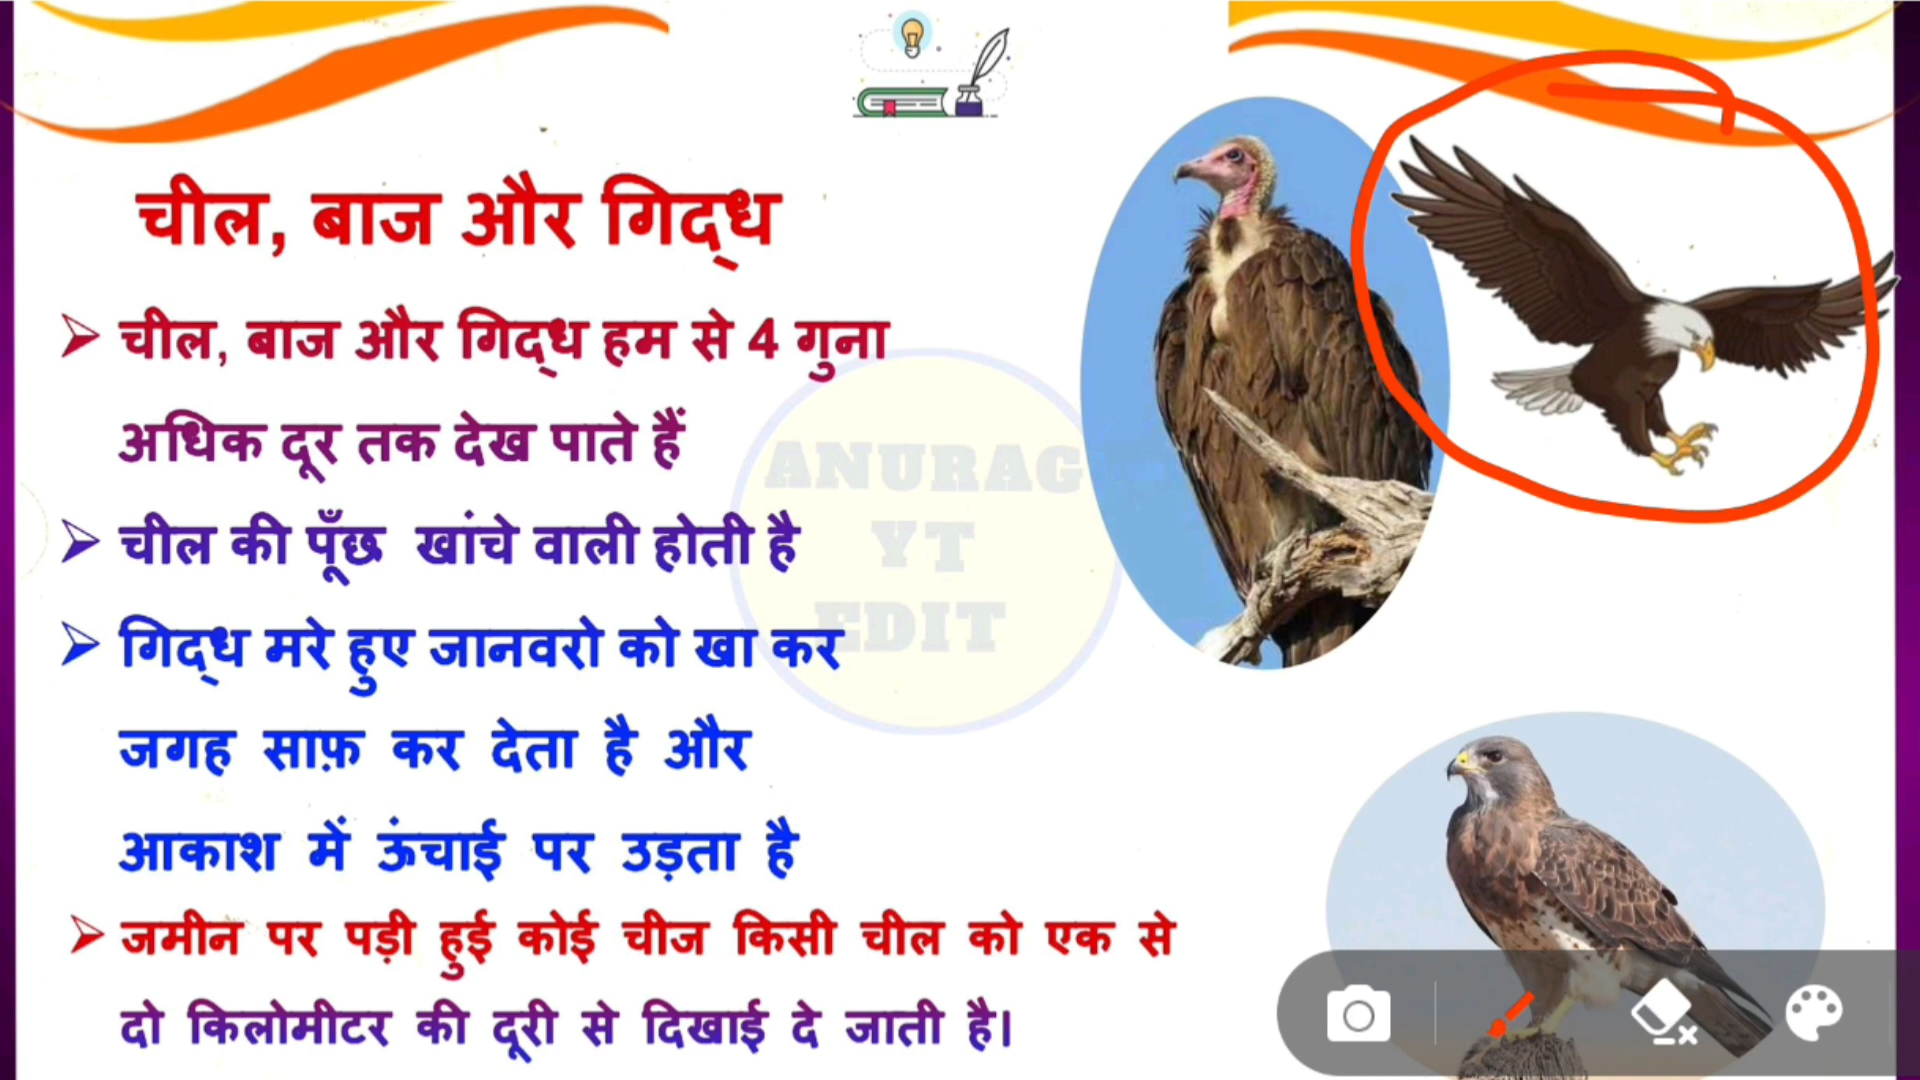 चील, बाज और गिद्ध
चील, बाज और गिद्ध हम से 4 गुना
अधिक दूर तक देख पाते हैं
चील की पूँछ खांचे वाली होती है
गिद्ध मरे हुए जानवरो को खा कर
जगह साफ़ कर देता है और
आकाश में ऊंचाई पर उड़ता है
जमीन पर पड़ी हुई कोई चीज किसी चील को एक से
दो किलोमीटर की दूरी से दिखाई दे जाती है।
ANURAG
YT
EDIT